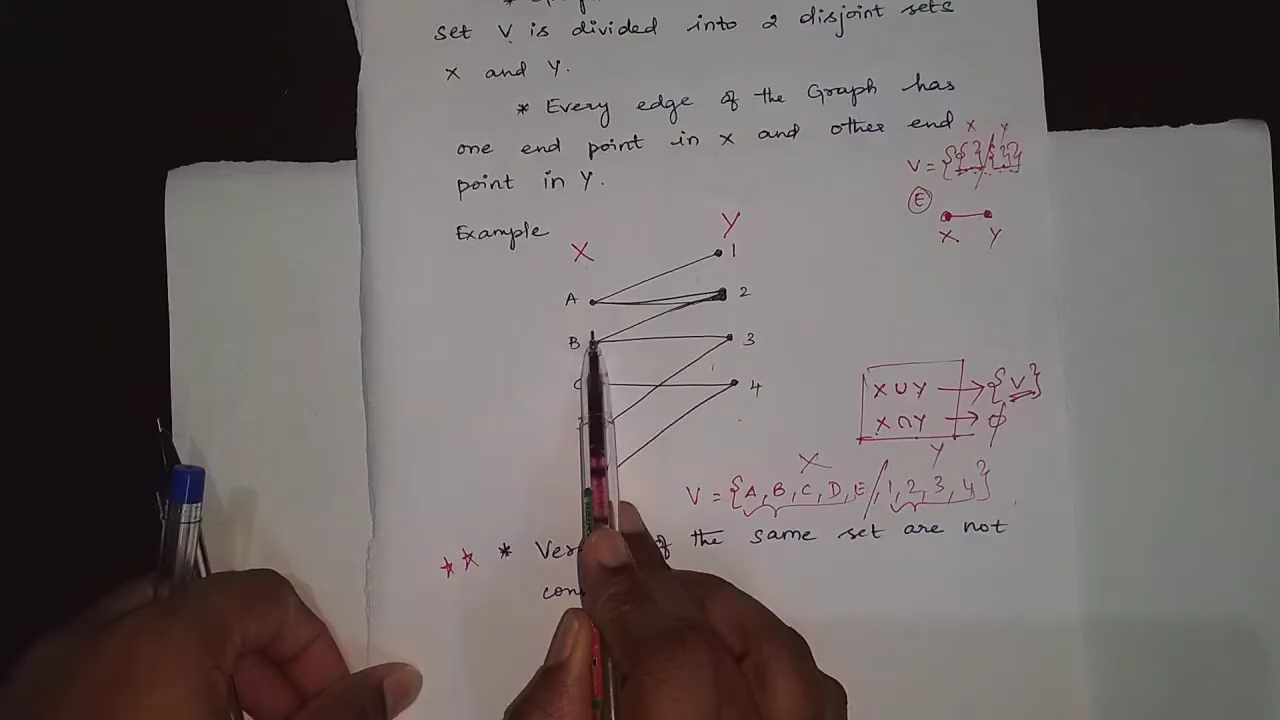 set V is divided into 2 disjoint sets
X and Y.
* Every edge of the Graph has
one end point in X and other end
point in Y.
X Y
V = {{ }/{ }}
E
X Y
Example
X Y
A 1
2
B 3
C 4
X ∪ Y → {V}
X ∩ Y → φ
X Y
V = {A, B, C, D, E / 1, 2, 3, 4}
* of the same set are not